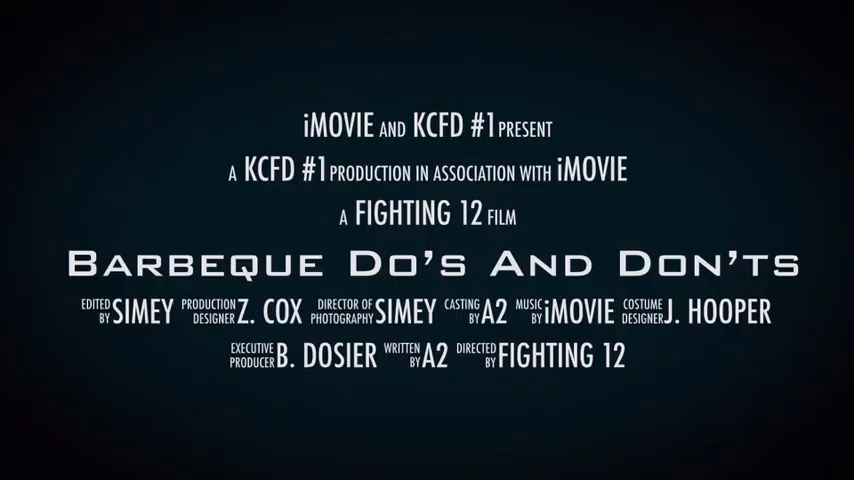 iMOVIE AND KCFD #1 PRESENT
A KCFD #1 PRODUCTION IN ASSOCIATION WITH iMOVIE
A FIGHTING 12 FILM
BARBEQUE DO'S AND DON'TS
EDITED BY SIMEY PRODUCTION DESIGNER Z. COX DIRECTOR OF PHOTOGRAPHY SIMEY CASTING BY A2 MUSIC BY iMOVIE COSTUME DESIGNER J. HOOPER
EXECUTIVE PRODUCER B. DOSIER WRITTEN BY A2 DIRECTED BY FIGHTING 12